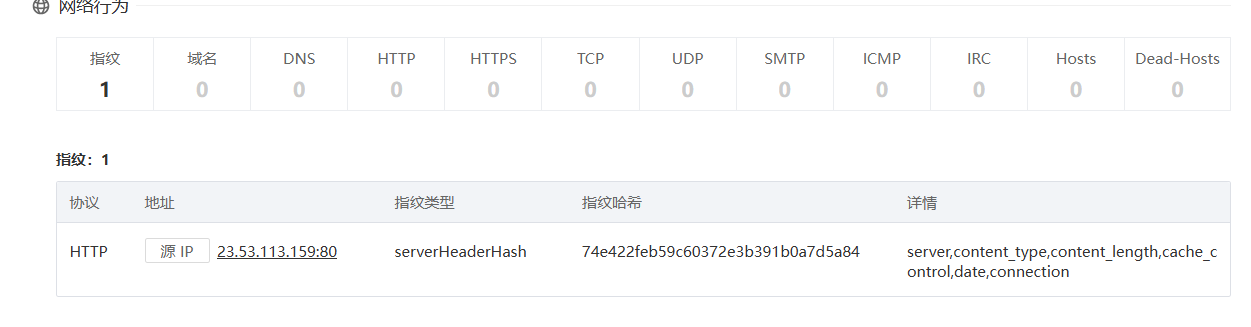 网络行为
指纹 域名 DNS HTTP HTTPS TCP UDP SMTP ICMP IRC Hosts Dead-Hosts
1 0 0 0 0 0 0 0 0 0 0 0
指纹：1
协议 地址 指纹类型 指纹哈希 详情
HTTP 源 IP 23.53.113.159:80 serverHeaderHash 74e422feb59c60372e3b391b0a7d5a84 server,content_type,content_length,cache_c
ontrol,date,connection